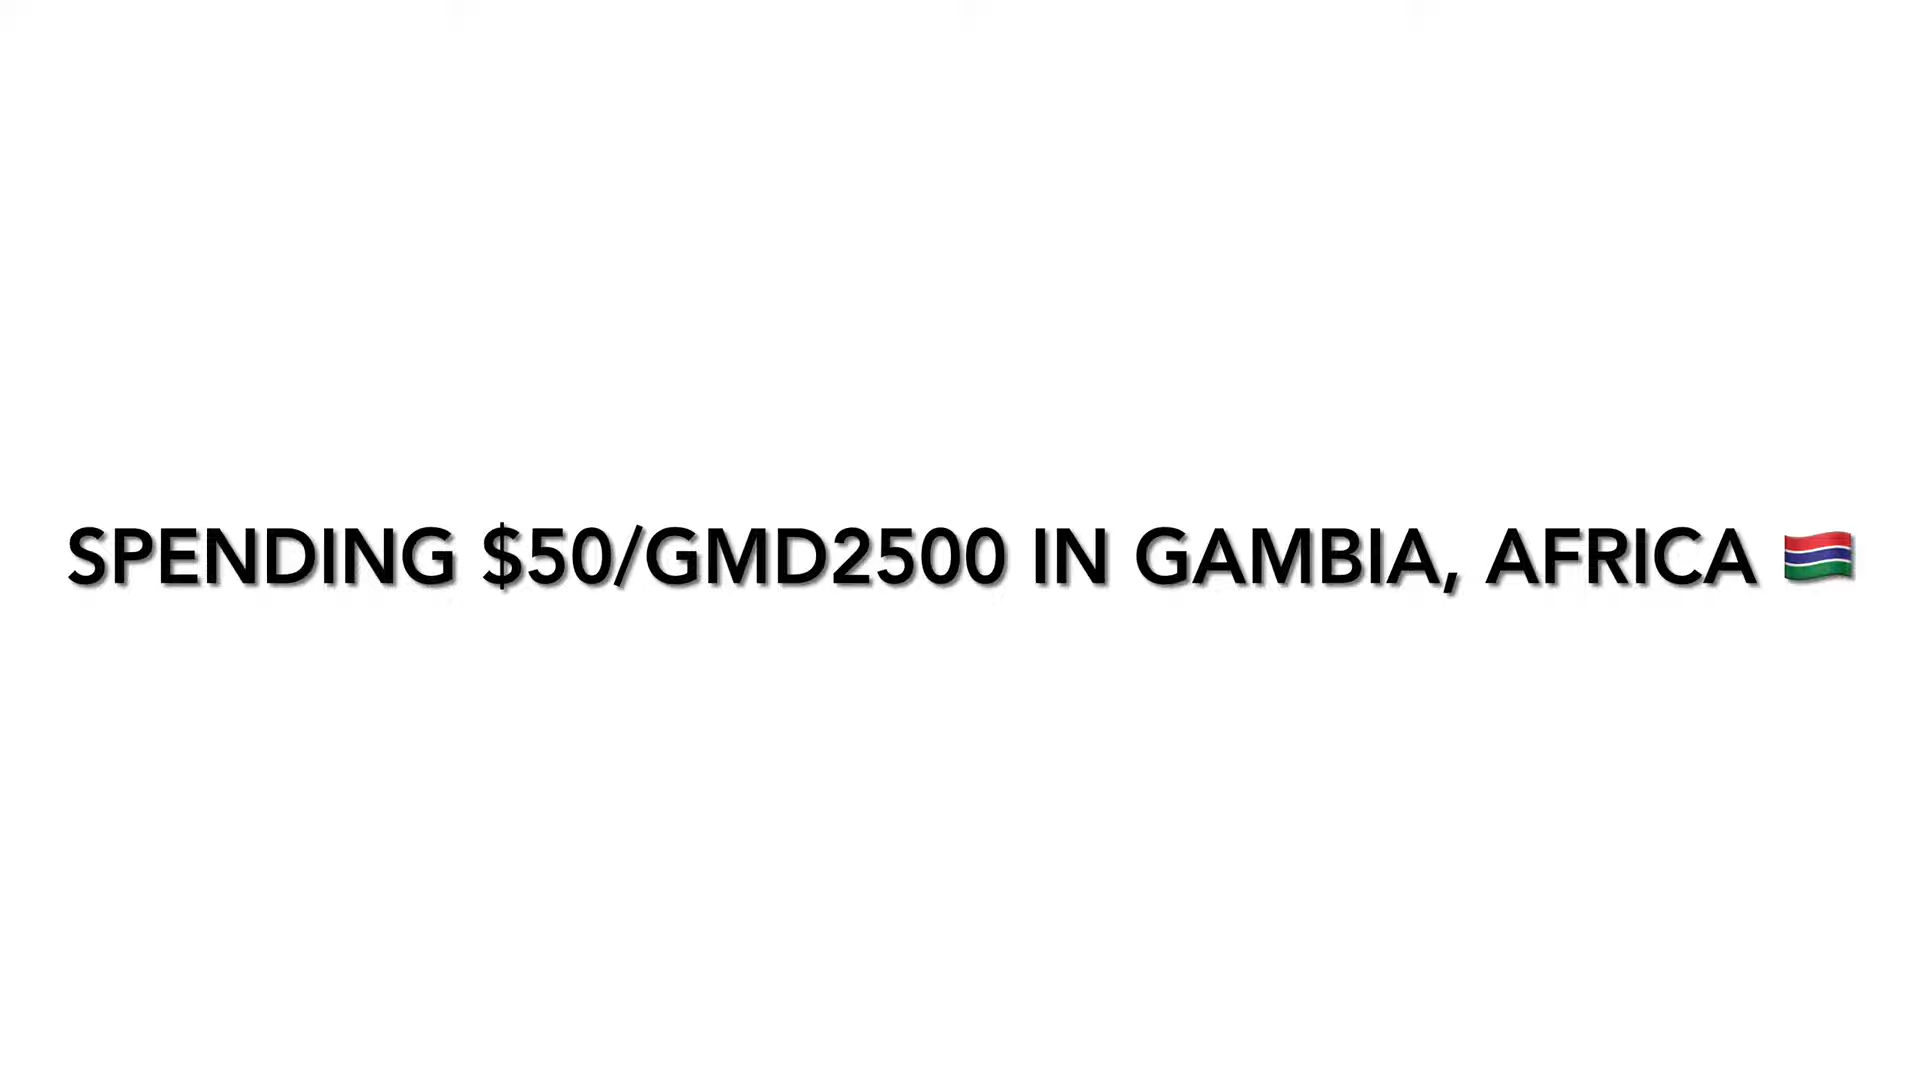 SPENDING $50/GMD2500 IN GAMBIA, AFRICA 🇬🇲